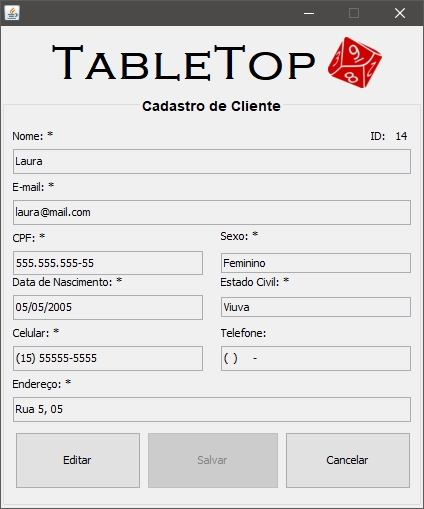 TABLETOP
Cadastro de Cliente
Nome: * ID: 14
Laura
E-mail: *
laura@mail.com
CPF: * Sexo: *
555.555.555-55 Feminino
Data de Nascimento: * Estado Civil: *
05/05/2005 Viuva
Celular: * Telefone:
(15) 55555-5555 ( ) -
Endereço: *
Rua 5, 05
Editar Salvar Cancelar